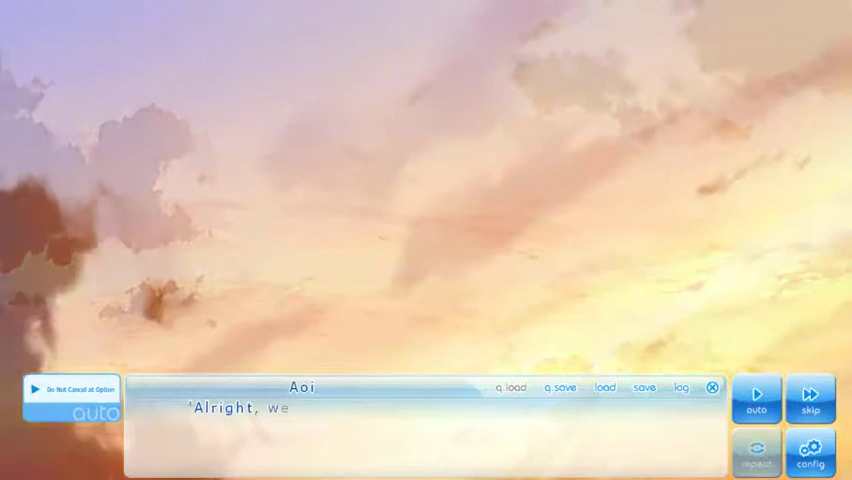 Aoi
q.load q.save load save log
Do Not Cancel at Option
auto
'Alright, we
auto skip
repeat config